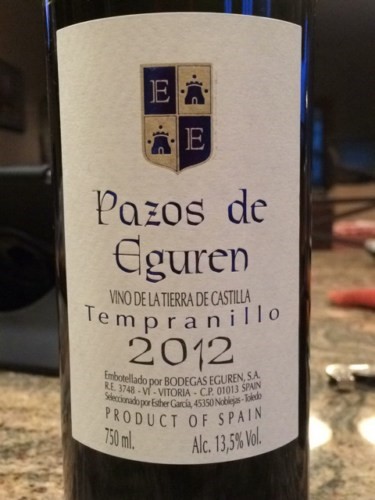 E
E
Pazos de
Eguren
VINO DE LA TIERRA DE CASTILLA
Tempranillo
2012
Embotellado por BODEGAS EGUREN, S.A.
R.E. 3748 - VI - VITORIA - C.P. 01013 SPAIN
Seleccionado por Esther García, 45350 Noblejas - Toledo
PRODUCT OF SPAIN
750 ml. Alc. 13,5% Vol.